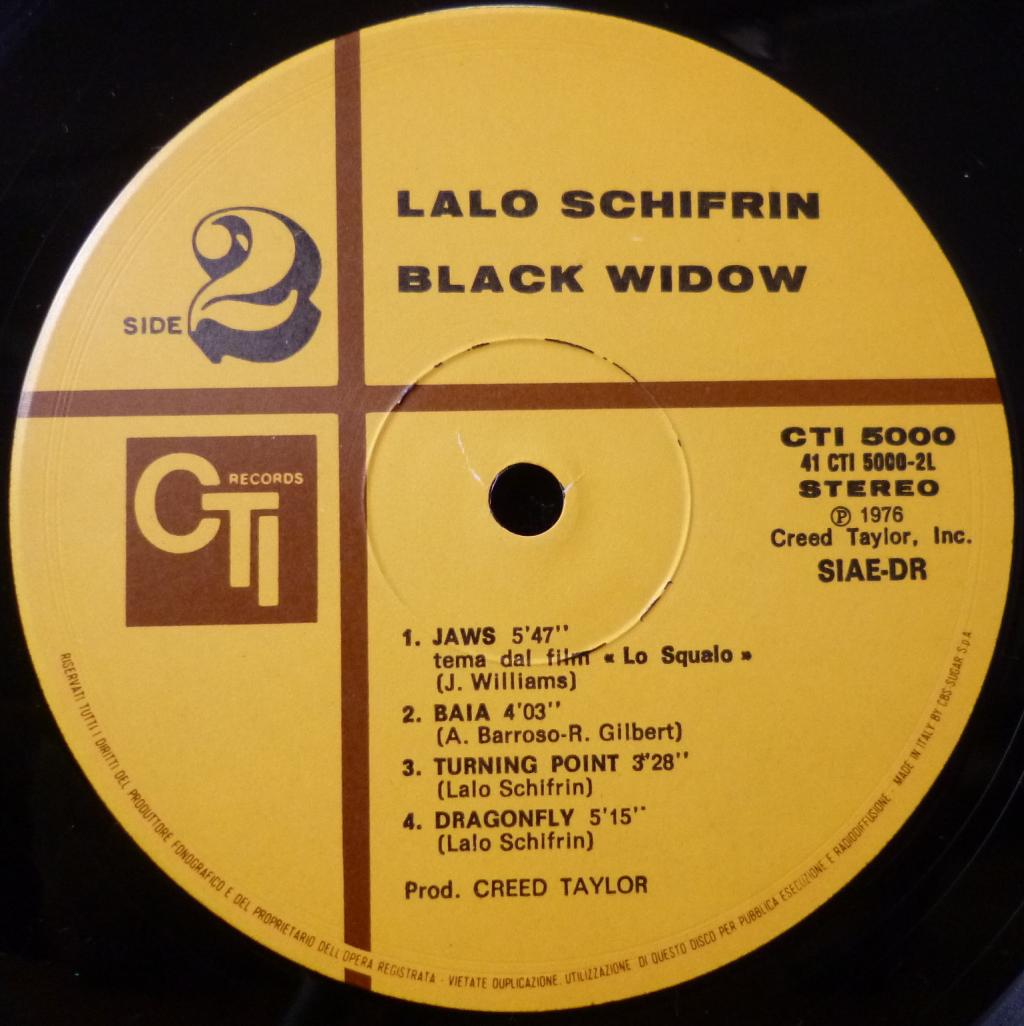 LALO SCHIFRIN
BLACK WIDOW
SIDE 2
CTI RECORDS
CTI 5000
41 CTI 5000-2L
STEREO
℗ 1976
Creed Taylor, Inc.
SIAE-DR
1. JAWS 5'47''
tema dal film « Lo Squalo »
(J. Williams)
2. BAIA 4'03''
(A. Barroso-R. Gilbert)
3. TURNING POINT 3'28''
(Lalo Schifrin)
4. DRAGONFLY 5'15''
(Lalo Schifrin)
Prod. CREED TAYLOR
RISERVATI TUTTI I DIRITTI DEL PRODUTTORE FONOGRAFICO E DEL PROPRIETARIO DELL'OPERA REGISTRATA - VIETATE DUPLICAZIONE, UTILIZZAZIONE DI QUESTO DISCO PER PUBBLICA ESECUZIONE E RADIODIFFUSIONE - MADE IN ITALY BY CBS-SUGAR S.p.A.